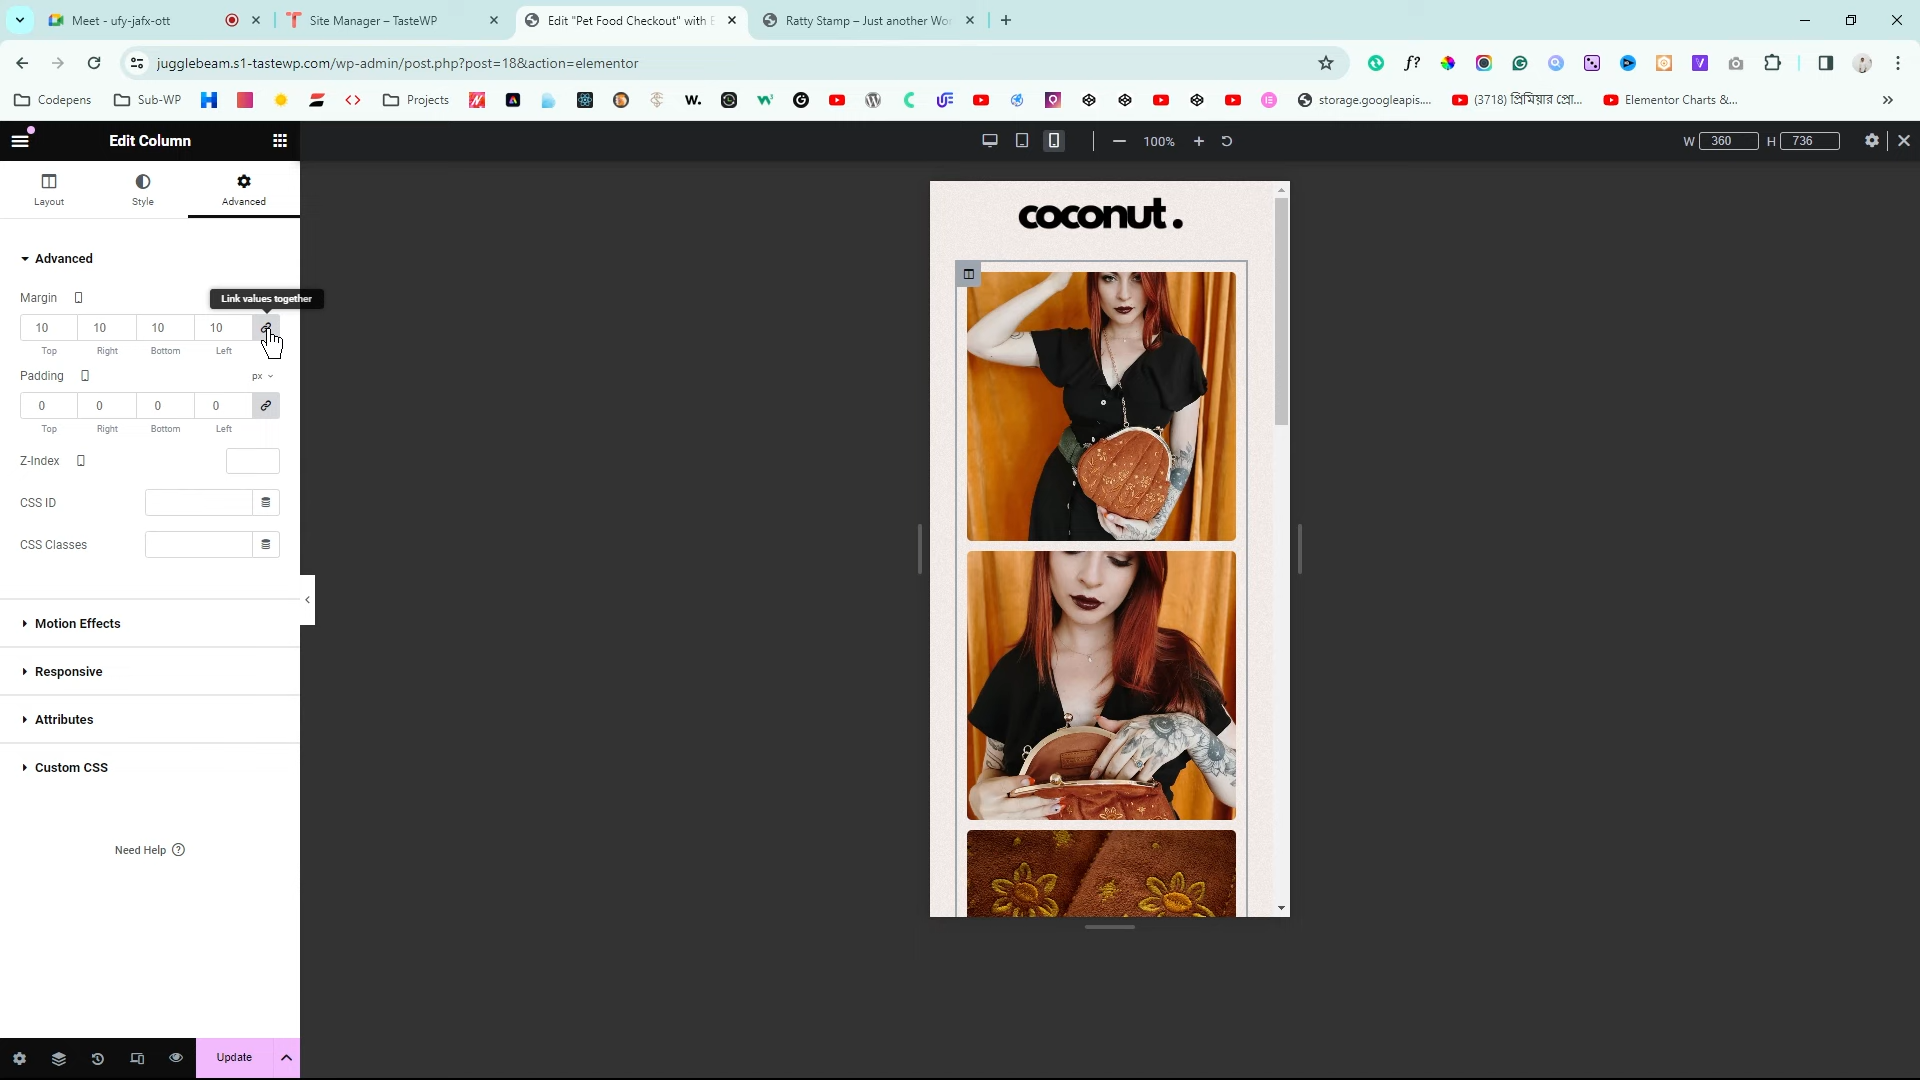 Meet - ufy-jafx-ott
Site Manager – TasteWP
Edit "Pet Food Checkout" with E
Ratty Stamp – Just another Wo
jugglebeam.s1-tastewp.com/wp-admin/post.php?post=18&action=elementor
Codepens
Sub-WP
Projects
storage.googleapis....
(3718) প্রিমিয়ার প্রো...
Elementor Charts &...
Edit Column
100%
W 360 H 736
Layout
Style
Advanced
Advanced
Margin
Link values together
10 10 10 10
Top Right Bottom Left
Padding px
0 0 0 0
Top Right Bottom Left
Z-Index
CSS ID
CSS Classes
Motion Effects
Responsive
Attributes
Custom CSS
Need Help
Update
coconut.